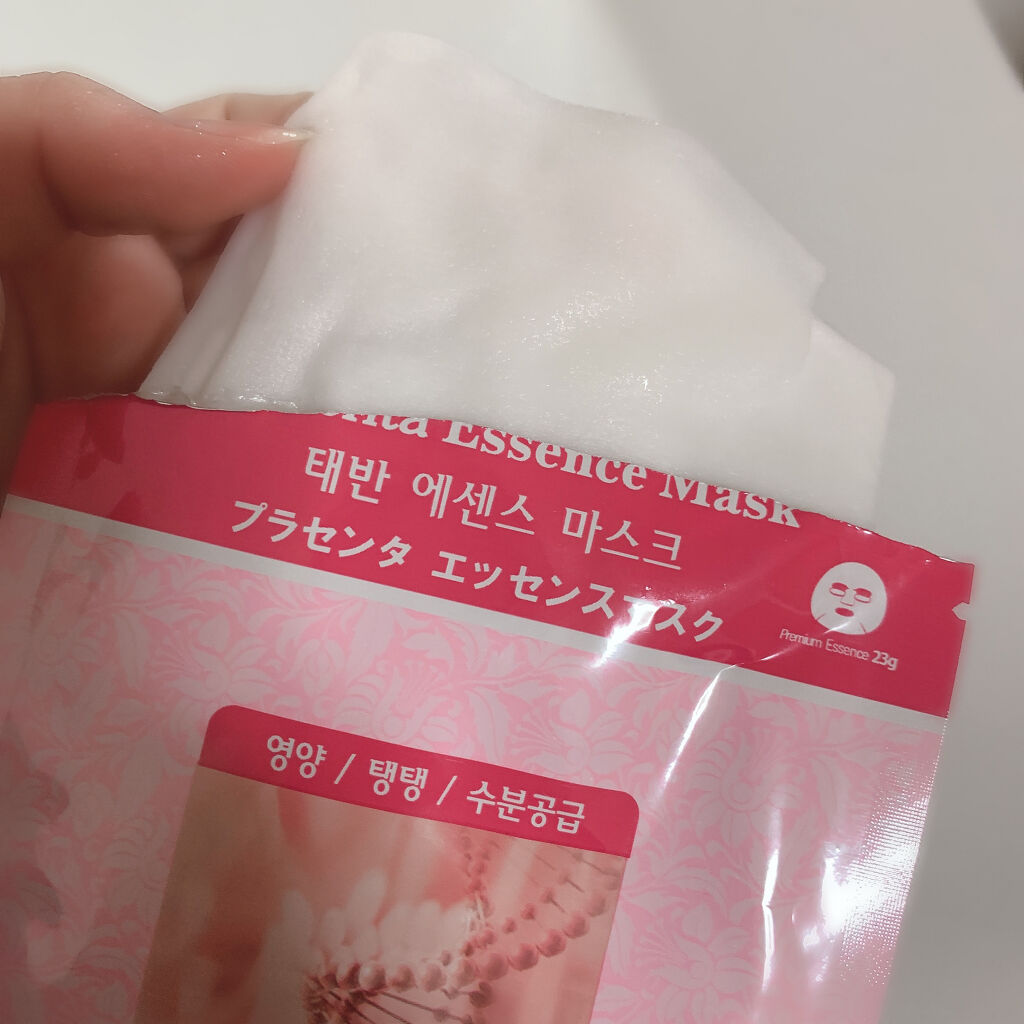 Essence Mask
태반 에센스 마스크
プラセンタ エッセンスマスク
Premium Essence 23g
영양 / 탱탱 / 수분공급